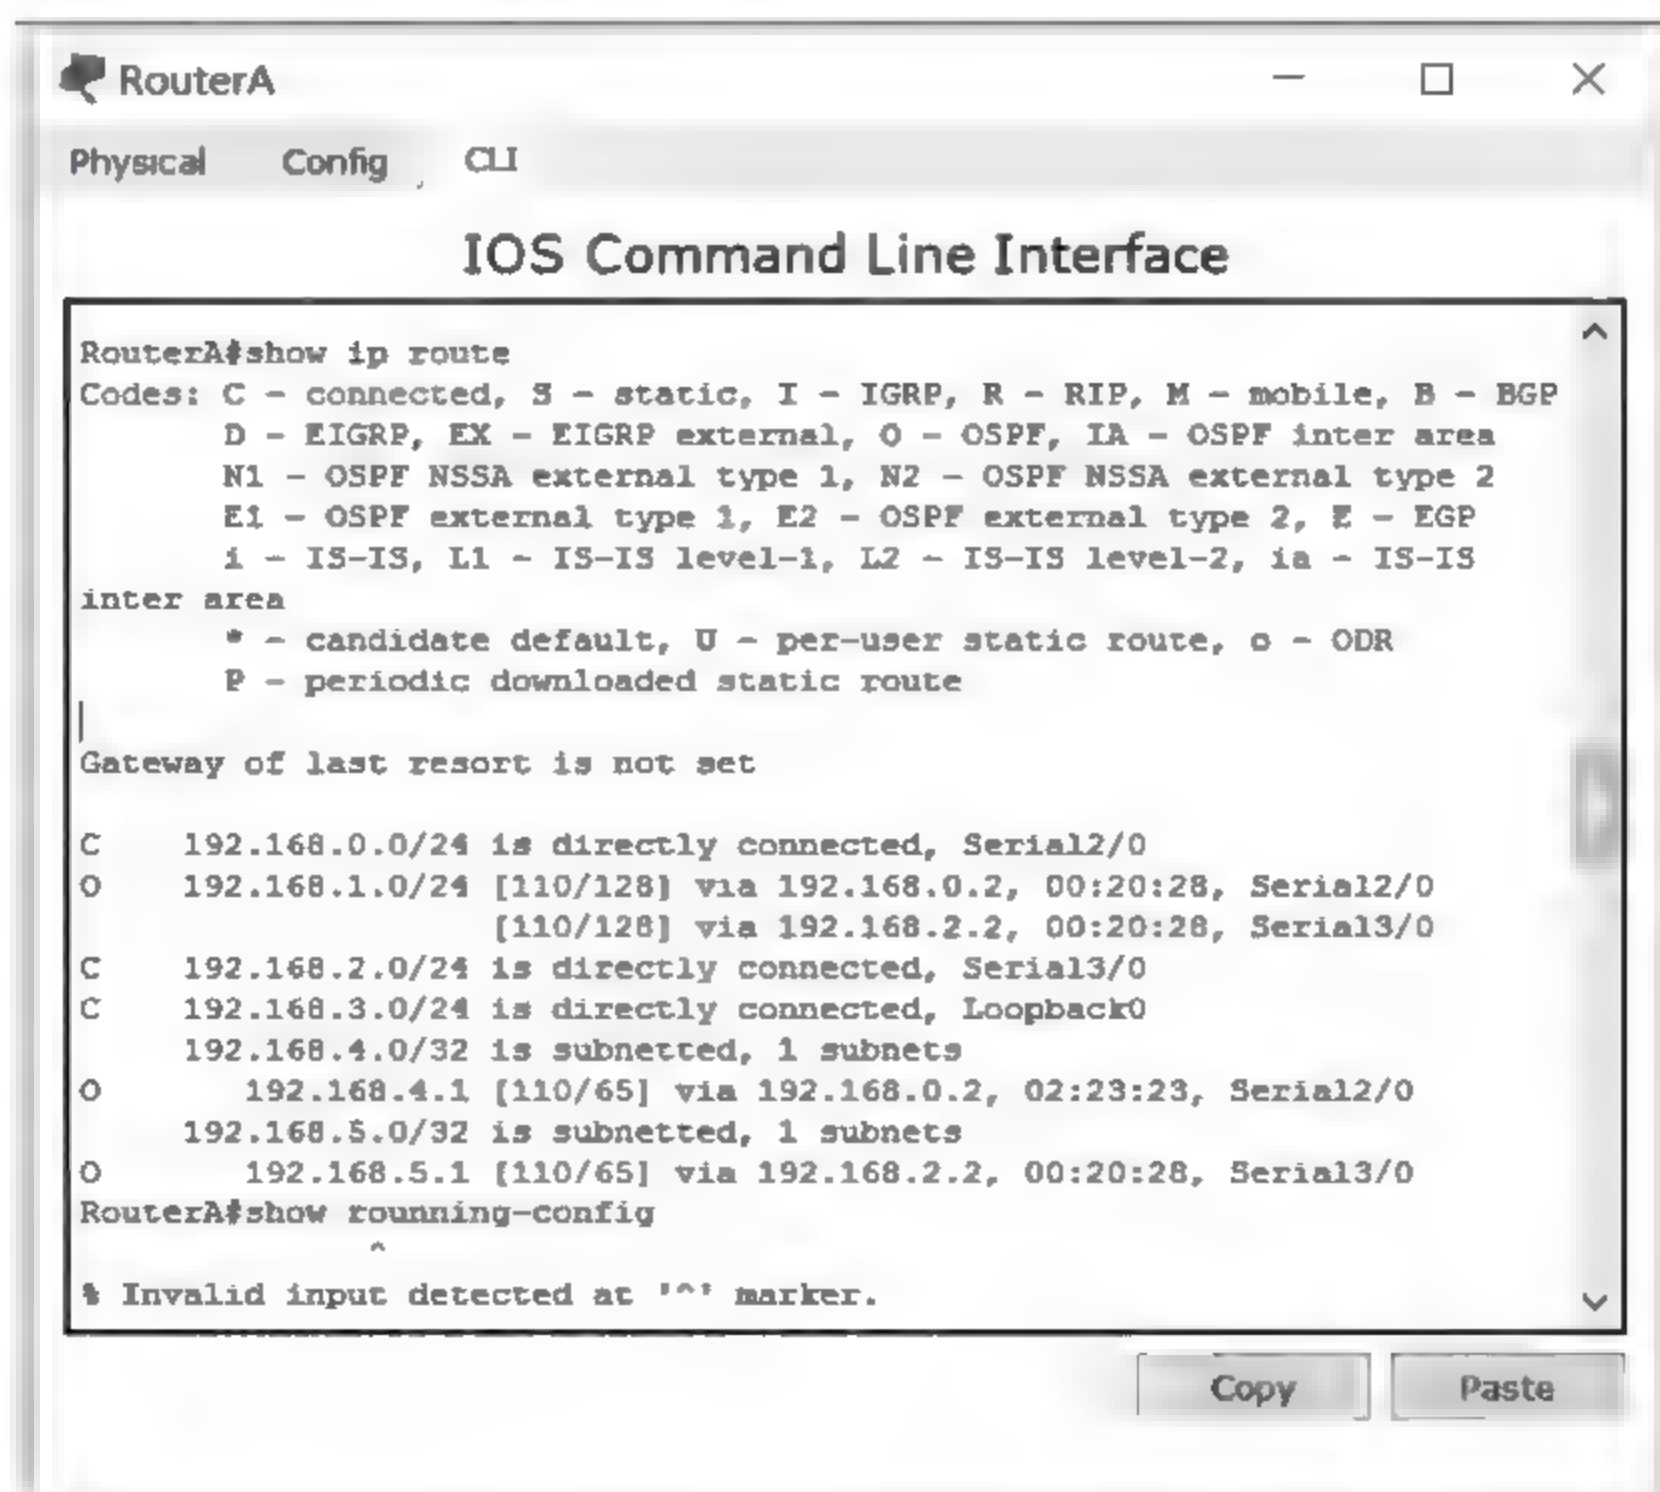 RouterA
Physical Config CLI
IOS Command Line Interface
RouterA#show ip route
Codes: C - connected, S - static, I - IGRP, R - RIP, M - mobile, B - BGP
D - EIGRP, EX - EIGRP external, O - OSPF, IA - OSPF inter area
N1 - OSPF NSSA external type 1, N2 - OSPF NSSA external type 2
E1 - OSPF external type 1, E2 - OSPF external type 2, E - EGP
i - IS-IS, L1 - IS-IS level-1, L2 - IS-IS level-2, ia - IS-IS
inter area
* - candidate default, U - per-user static route, o - ODR
P - periodic downloaded static route
Gateway of last resort is not set
C 192.168.0.0/24 is directly connected, Serial2/0
O 192.168.1.0/24 [110/128] via 192.168.0.2, 00:20:28, Serial2/0
[110/128] via 192.168.2.2, 00:20:28, Serial3/0
C 192.168.2.0/24 is directly connected, Serial3/0
C 192.168.3.0/24 is directly connected, Loopback0
192.168.4.0/32 is subnetted, 1 subnets
O 192.168.4.1 [110/65] via 192.168.0.2, 02:23:23, Serial2/0
192.168.5.0/32 is subnetted, 1 subnets
O 192.168.5.1 [110/65] via 192.168.2.2, 00:20:28, Serial3/0
RouterA#show rounning-config
^
% Invalid input detected at '^' marker.
Copy Paste